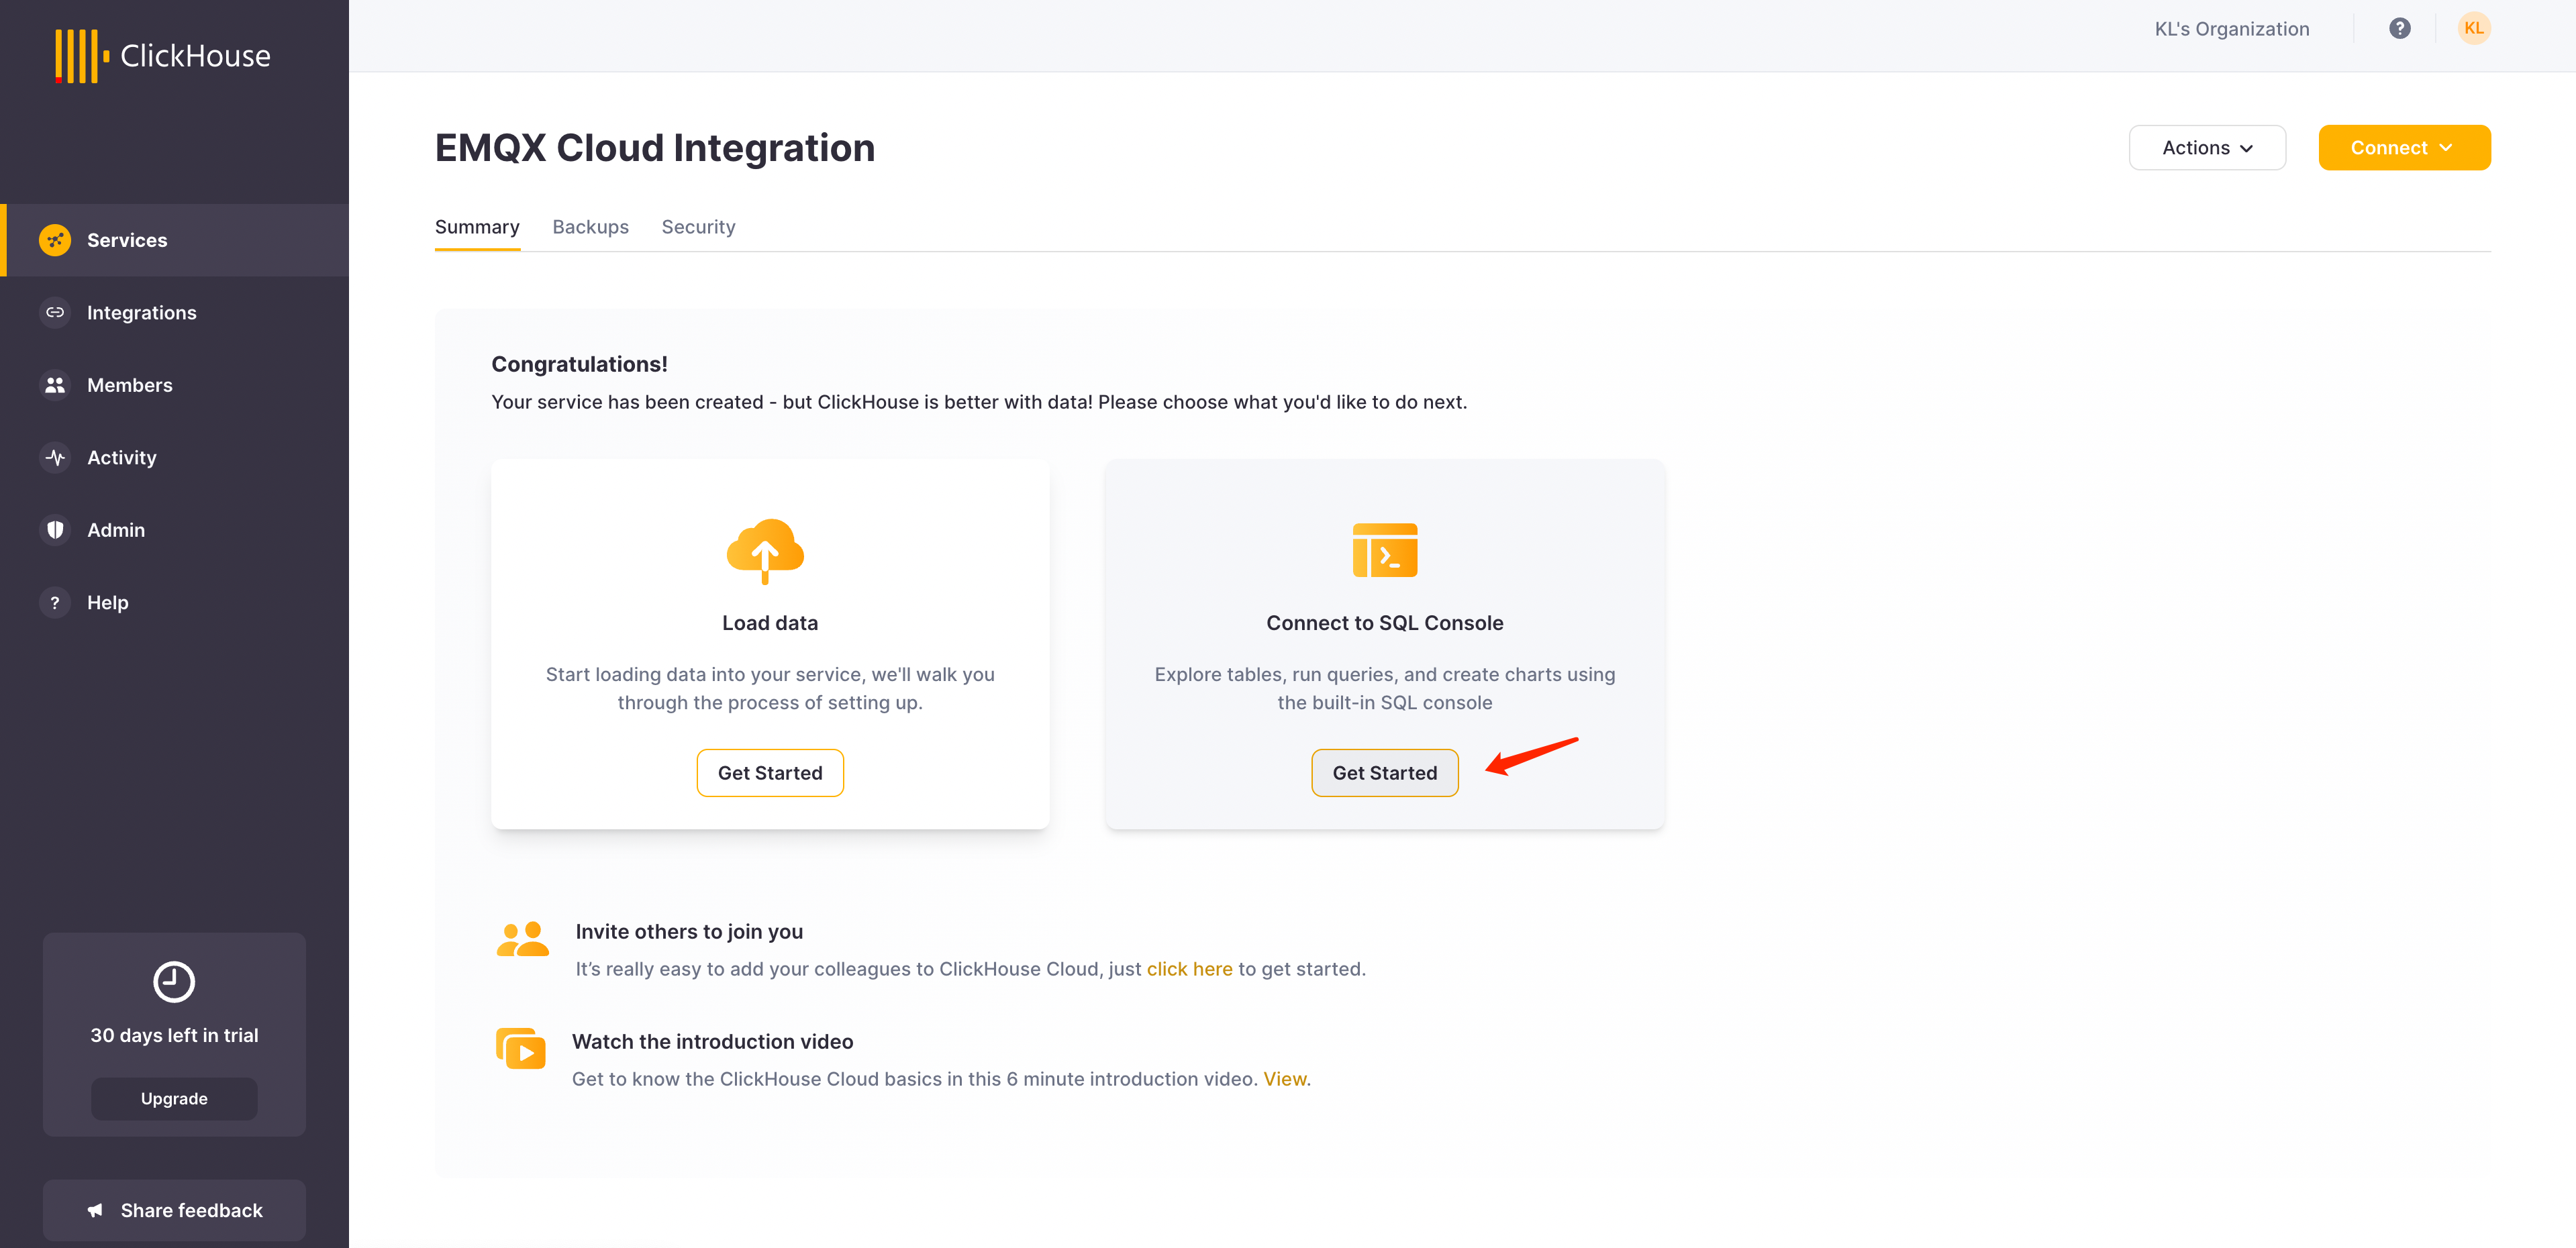 ClickHouse
KL's Organization
?
KL
EMQX Cloud Integration
Actions
Connect
Summary
Backups
Security
Services
Integrations
Members
Activity
Admin
?
Help
Congratulations!
Your service has been created - but ClickHouse is better with data! Please choose what you'd like to do next.
Load data
Start loading data into your service, we'll walk you
through the process of setting up.
Get Started
Connect to SQL Console
Explore tables, run queries, and create charts using
the built-in SQL console
Get Started
Invite others to join you
It’s really easy to add your colleagues to ClickHouse Cloud, just click here to get started.
Watch the introduction video
Get to know the ClickHouse Cloud basics in this 6 minute introduction video. View.
30 days left in trial
Upgrade
Share feedback